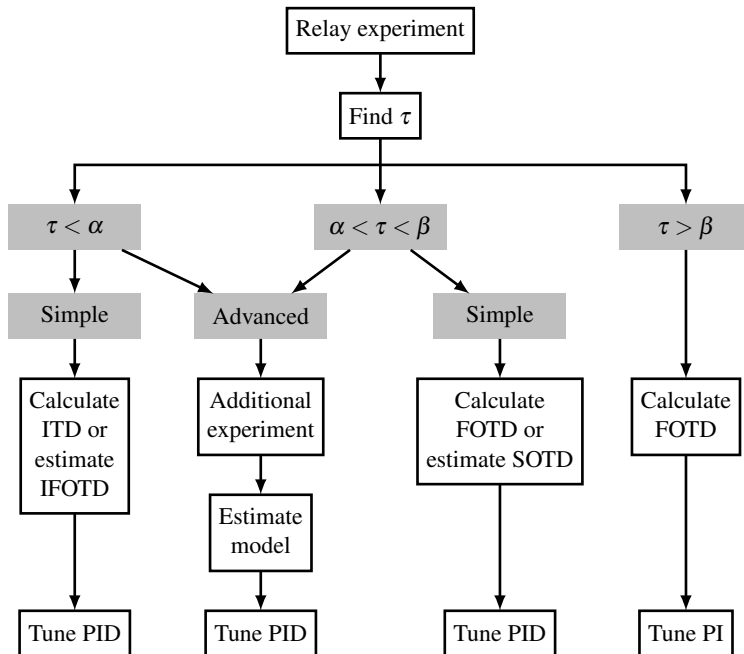 Relay experiment
Find τ
τ < α
α < τ < β
τ > β
Simple
Advanced
Simple
Calculate
ITD or
estimate
IFOTD
Additional
experiment
Calculate
FOTD or
estimate SOTD
Calculate
FOTD
Estimate
model
Tune PID
Tune PID
Tune PID
Tune PI